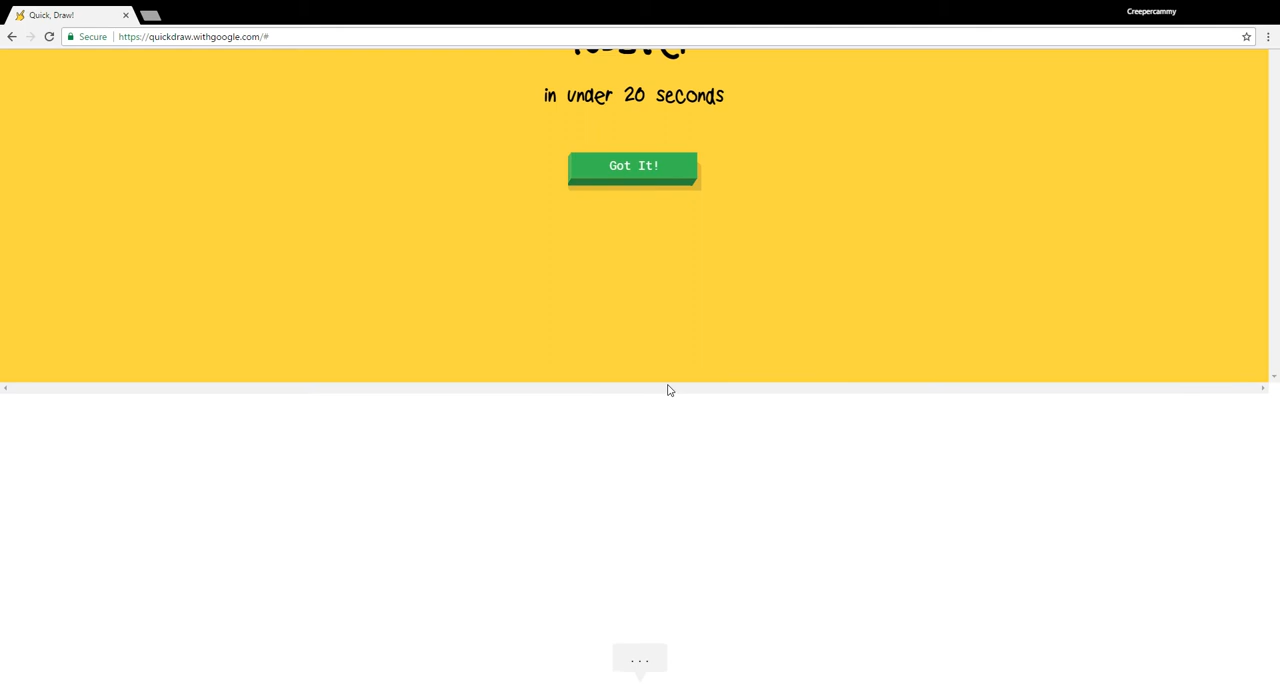 Quick, Draw!
Creepercammy
Secure
https://quickdraw.withgoogle.com/#
in under 20 seconds
Got It!
...